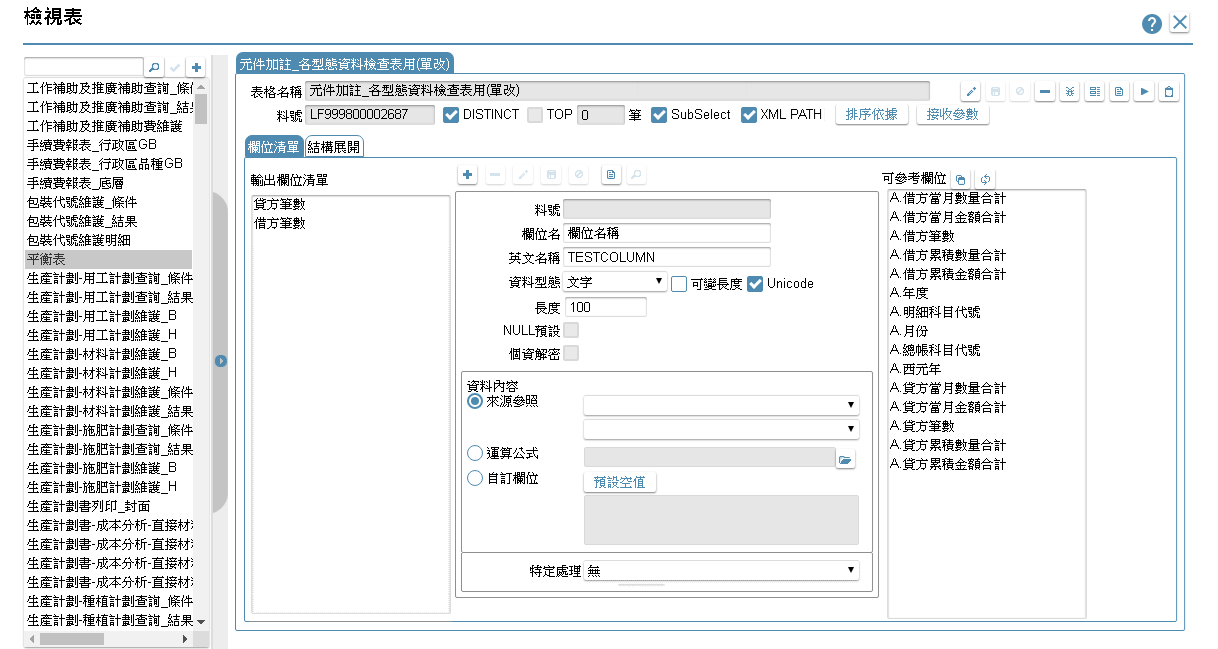 檢視表
工作補助及推廣補助查詢_條件
工作補助及推廣補助查詢_結果
工作補助及推廣補助費維護
手續費報表_行政區GB
手續費報表_行政區品種GB
手續費報表_底層
包裝代號維護_條件
包裝代號維護_結果
包裝代號維護明細
平衡表
生產計劃-用工計劃查詢_條件
生產計劃-用工計劃查詢_結果
生產計劃-用工計劃維護_B
生產計劃-用工計劃維護_H
生產計劃-材料計劃維護_B
生產計劃-材料計劃維護_H
生產計劃-材料計劃維護_條件
生產計劃-材料計劃維護_結果
生產計劃-施肥計劃查詢_條件
生產計劃-施肥計劃查詢_結果
生產計劃-施肥計劃維護_B
生產計劃-施肥計劃維護_H
生產計劃書列印_封面
生產計劃書-成本分析-直接材料
生產計劃書-成本分析-直接材料
生產計劃書-成本分析-直接材料
生產計劃書-成本分析-直接材料
生產計劃-種植計劃查詢_條件
生產計劃-種植計劃查詢_結果
元件加註_各型態資料檢查表用(單改)
表格名稱 元件加註_各型態資料檢查表用(單改)
料號 LF999800002687 DISTINCT TOP 0 筆 SubSelect XML PATH 排序依據 接收參數
欄位清單 結構展開
輸出欄位清單
貸方筆數
借方筆數
料號
欄位名 欄位名稱
英文名稱 TESTCOLUMN
資料型態 文字 可變長度 Unicode
長度 100
NULL預設
個資解密
資料內容
來源參照
運算公式
自訂欄位 預設空值
特定處理 無
可參考欄位
A.借方當月數量合計
A.借方當月金額合計
A.借方筆數
A.借方累積數量合計
A.借方累積金額合計
A.年度
A.明細科目代號
A.月份
A.總帳科目代號
A.西元年
A.貸方當月數量合計
A.貸方當月金額合計
A.貸方筆數
A.貸方累積數量合計
A.貸方累積金額合計